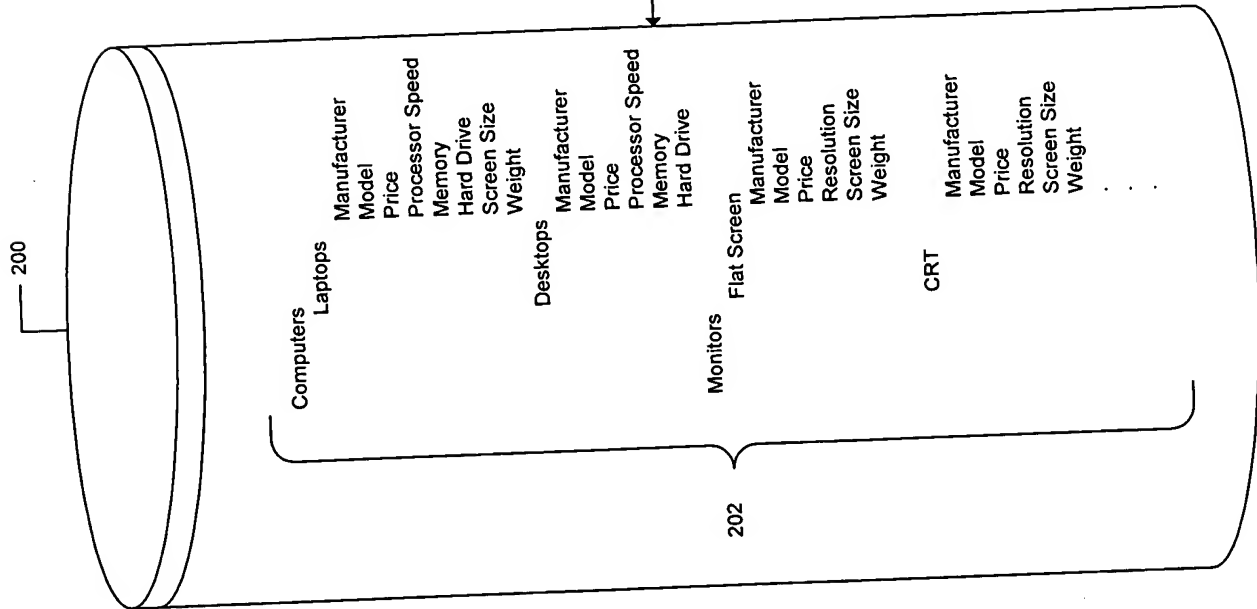 200
Computers
Laptops
Manufacturer
Model
Price
Processor Speed
Memory
Hard Drive
Screen Size
Weight
Desktops
Manufacturer
Model
Price
Processor Speed
Memory
Hard Drive
Monitors
Flat Screen
Manufacturer
Model
Price
Resolution
Screen Size
Weight
CRT
Manufacturer
Model
Price
Resolution
Screen Size
Weight
. . .
202